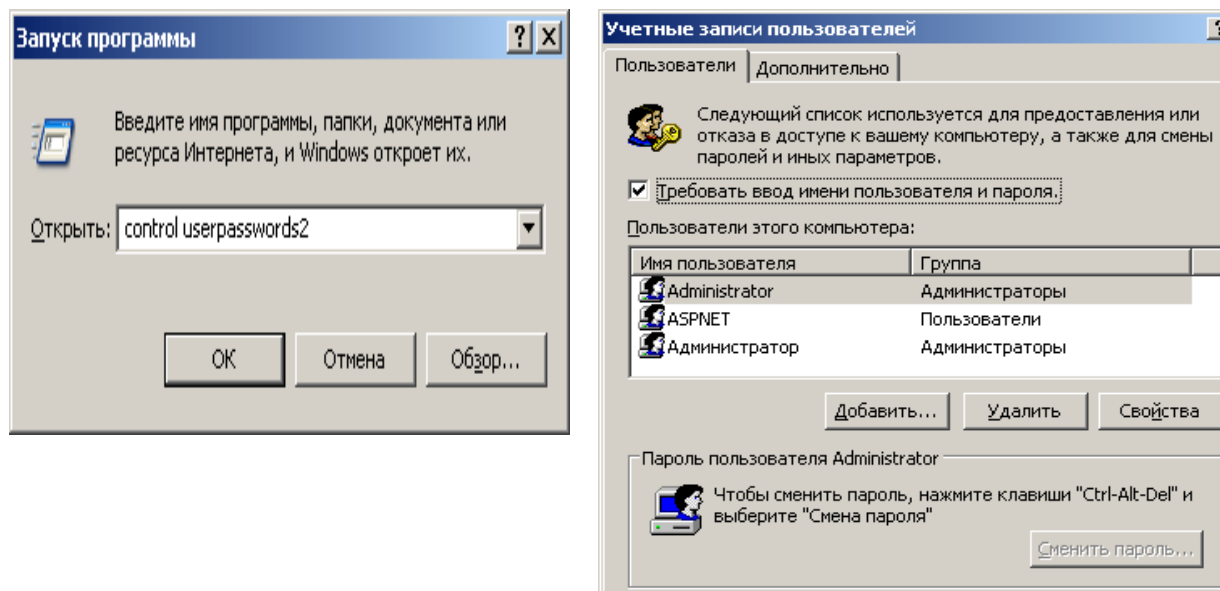 Запуск программы
Введите имя программы, папки, документа или
ресурса Интернета, и Windows откроет их.
Открыть: control userpasswords2
ОК Отмена Обзор...
Учетные записи пользователей
Пользователи Дополнительно
Следующий список используется для предоставления или
отказа в доступе к вашему компьютеру, а также для смены
паролей и иных параметров.
Требовать ввод имени пользователя и пароля.
Пользователи этого компьютера:
Имя пользователя Группа
Administrator Администраторы
ASPNET Пользователи
Администратор Администраторы
Добавить... Удалить Свойства
Пароль пользователя Administrator
Чтобы сменить пароль, нажмите клавиши "Ctrl-Alt-Del" и
выберите "Смена пароля"
Сменить пароль...